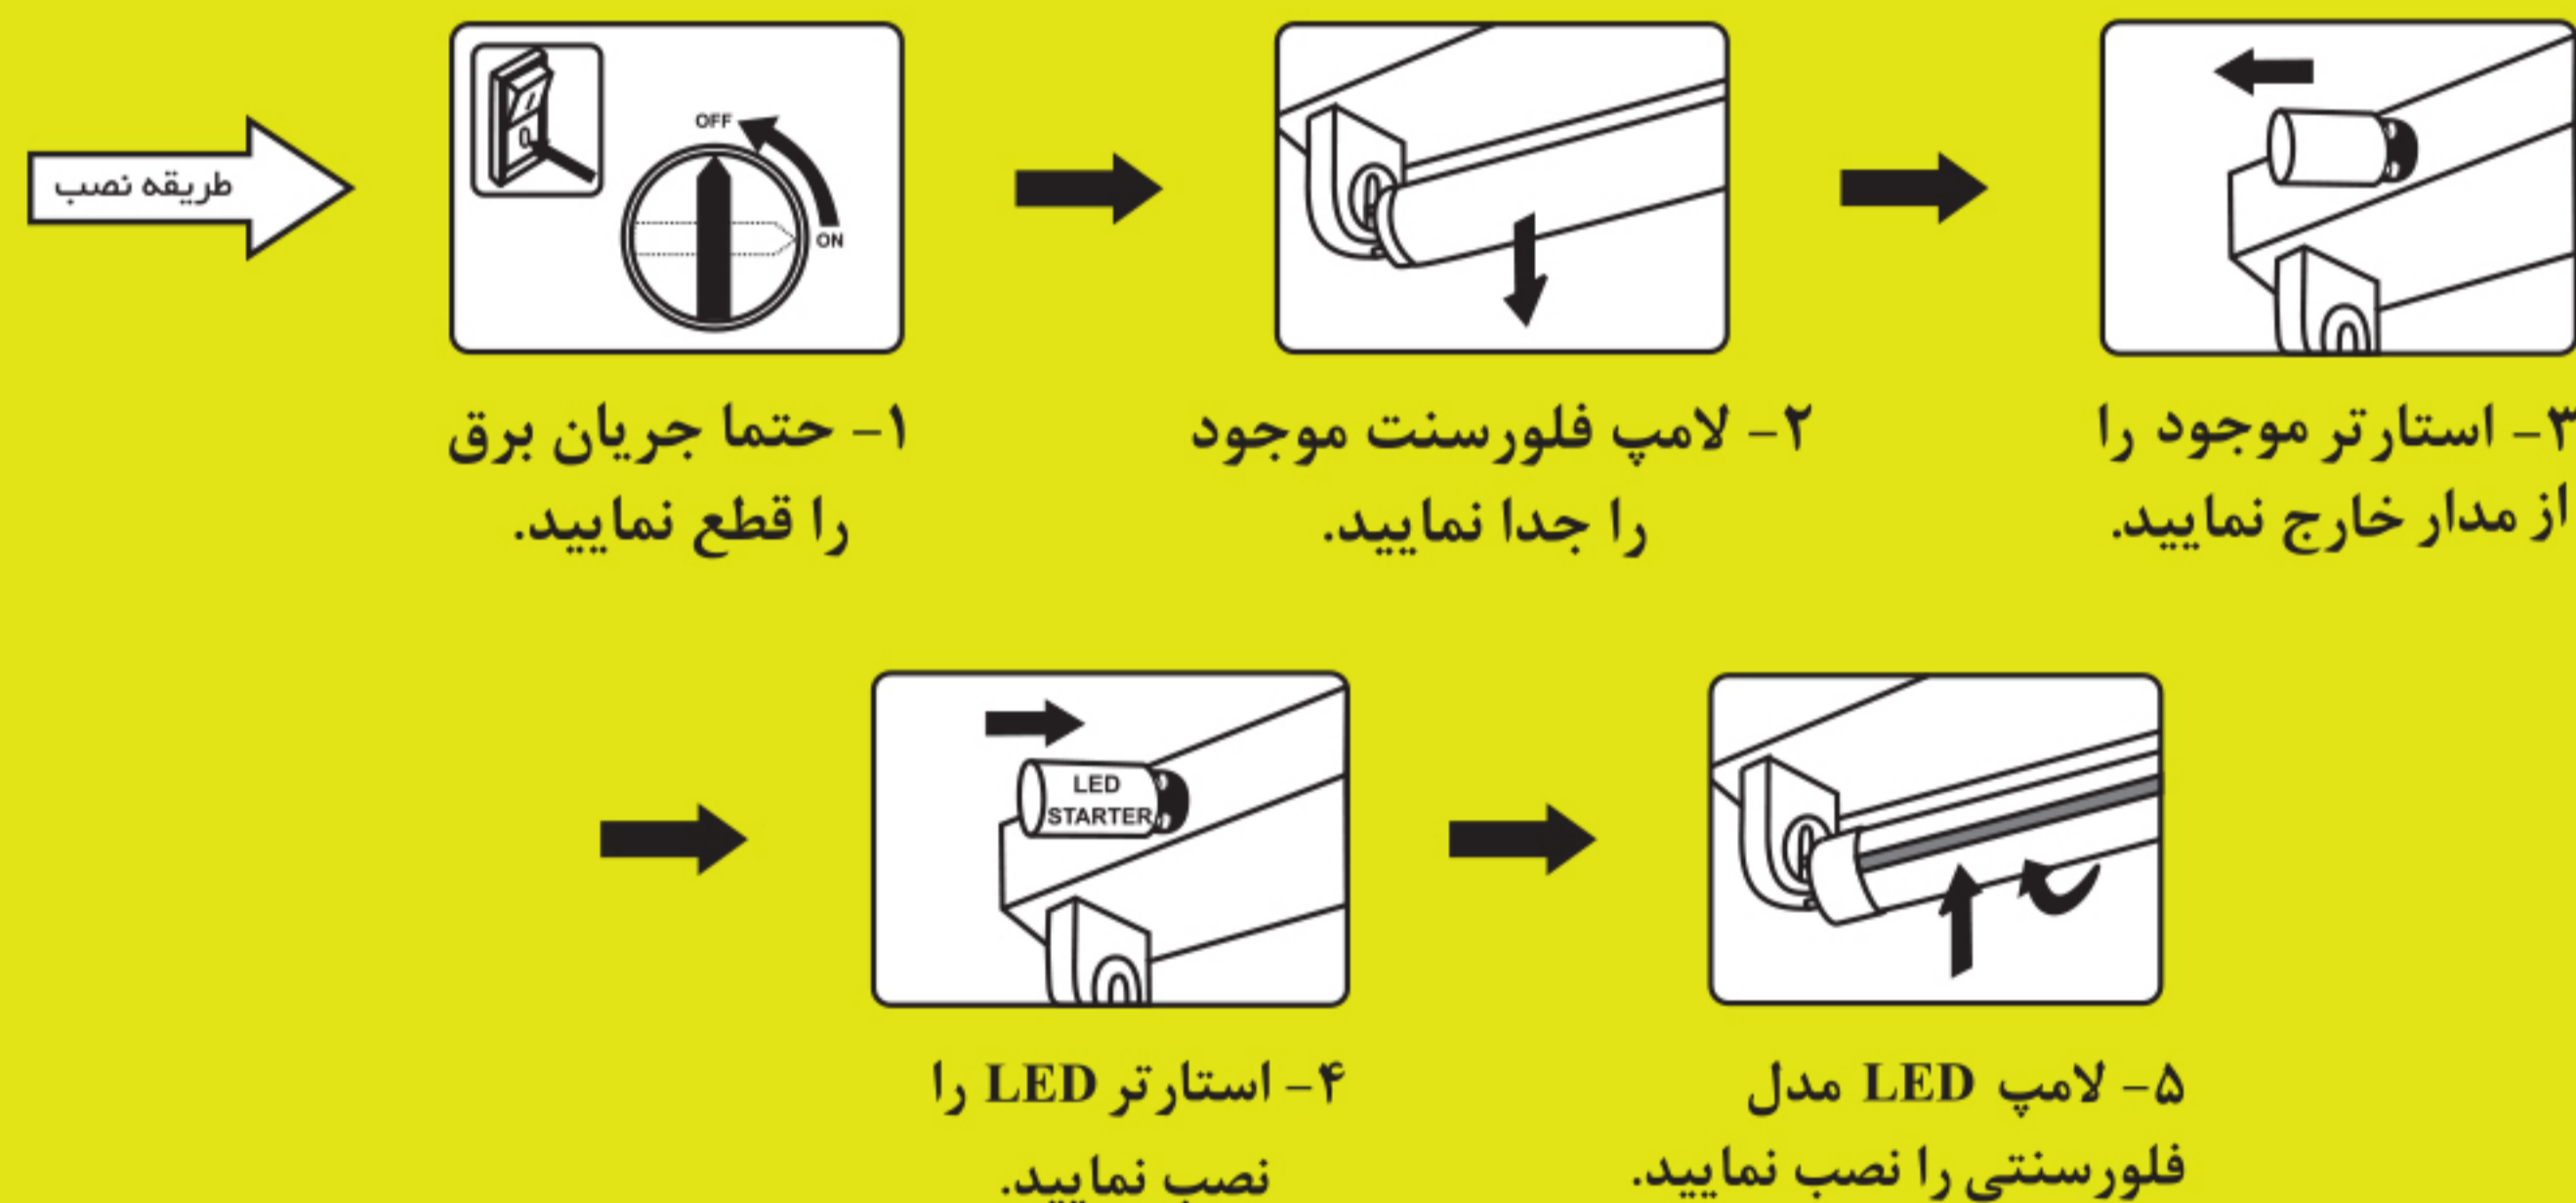 طریقه نصب
OFF
ON
۱- حتما جریان برق
را قطع نمایید.
۲- لامپ فلورسنت موجود
را جدا نمایید.
۳- استارتر موجود را
از مدار خارج نمایید.
LED
STARTER
۴- استارتر LED را
نصب نمایید.
۵- لامپ LED مدل
فلورسنتی را نصب نمایید.